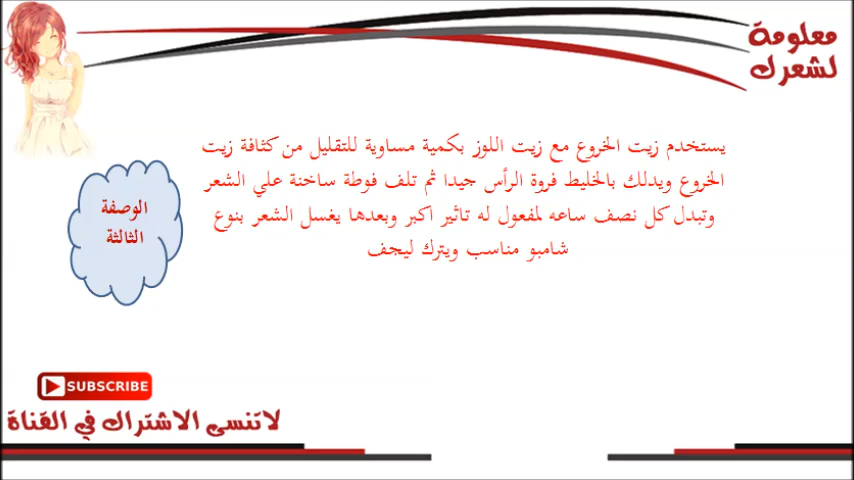 معلومة
لشعرك
يستخدم زيت الخروع مع زيت اللوز بكمية مساوية للتقليل من كثافة زيت
الخروع ويدلك بالخليط فروة الرأس جيدا ثم تلف فوطة ساخنة علي الشعر
وتبدل كل نصف ساعه لمفعول له تاثير اكبر وبعدها يغسل الشعر بنوع
شامبو مناسب ويترك ليجف
الوصفة
الثالثة
SUBSCRIBE
لاتنسى الاشتراك في القناة